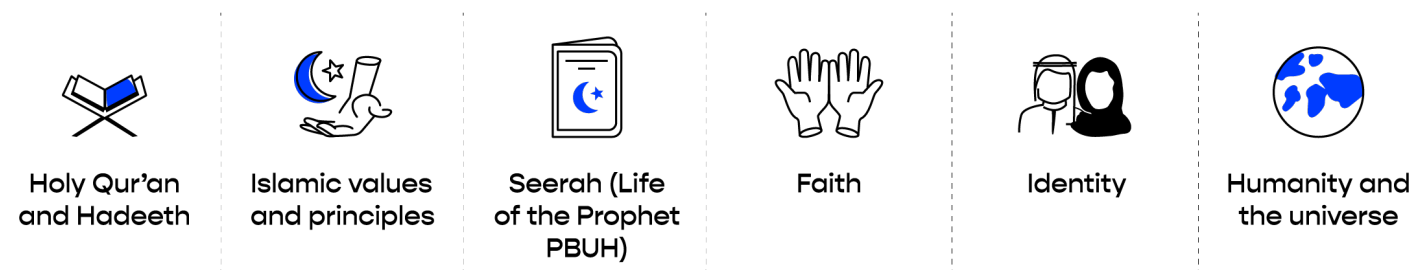 Holy Qur’an
and Hadeeth
Islamic values
and principles
Seerah (Life
of the Prophet
PBUH)
Faith
Identity
Humanity and
the universe